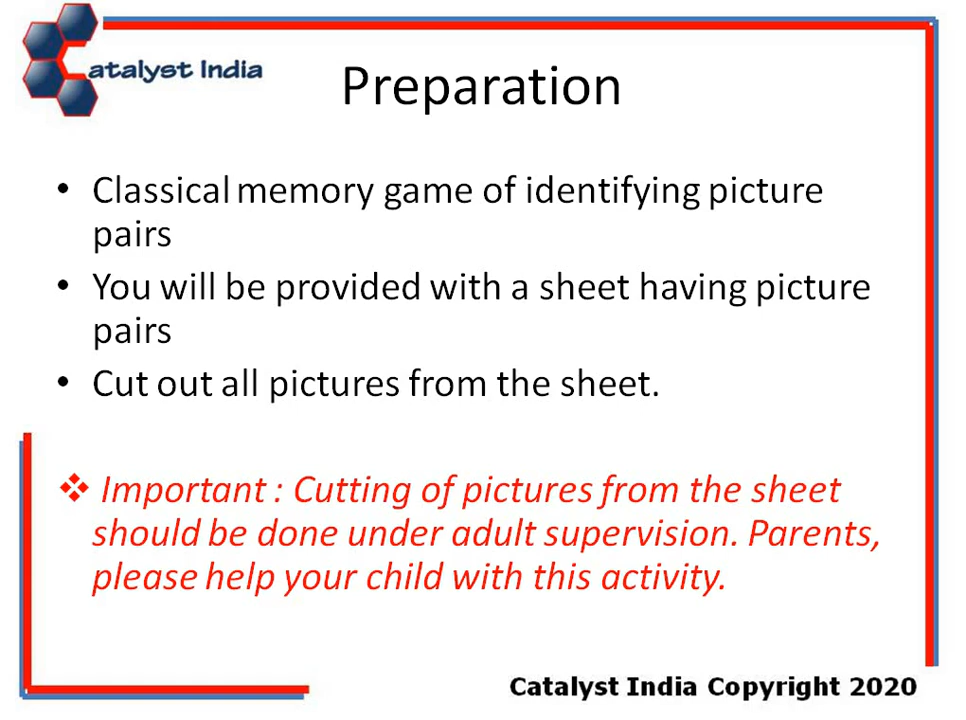 Catalyst India
Preparation
• Classical memory game of identifying picture
pairs
• You will be provided with a sheet having picture
pairs
• Cut out all pictures from the sheet.
❖ Important : Cutting of pictures from the sheet
should be done under adult supervision. Parents,
please help your child with this activity.
Catalyst India Copyright 2020